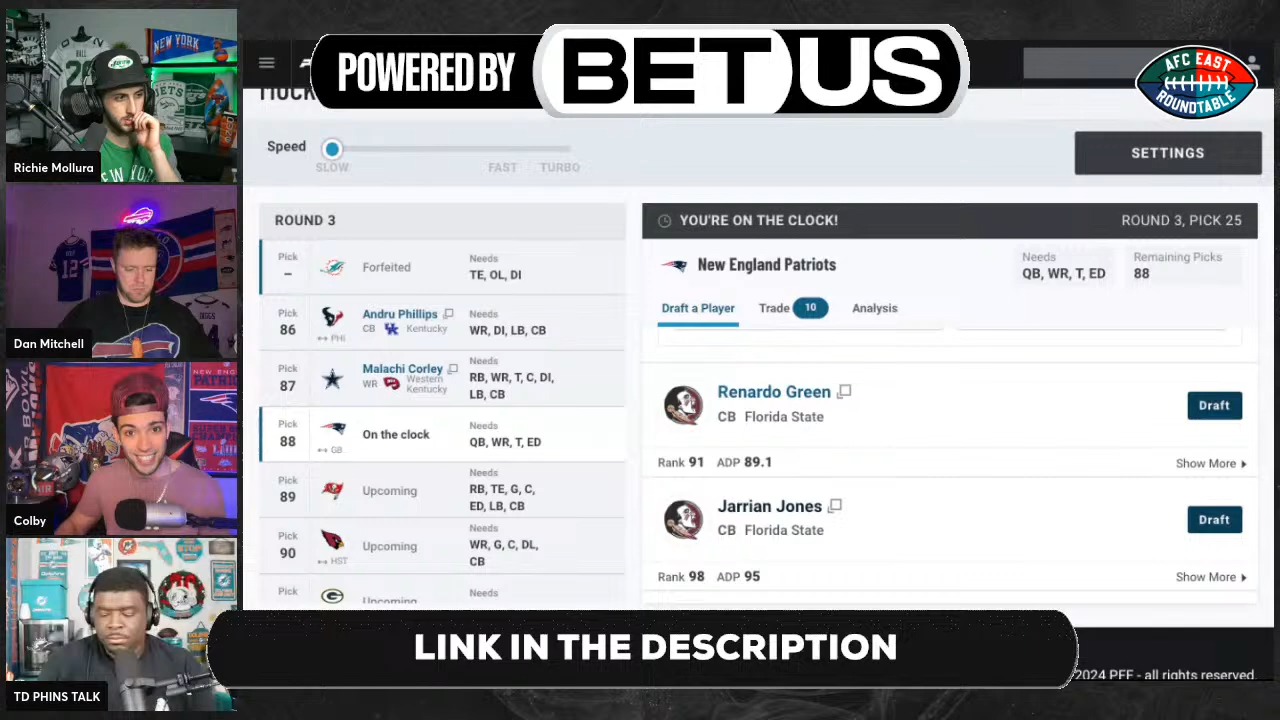 POWERED BY BETUS
AFC EAST
ROUNDTABLE
NEW YORK
JETS
Richie Mollura
12
Dan Mitchell
Colby
TD PHINS TALK
Speed
SLOW
FAST
TURBO
SETTINGS
ROUND 3
Pick
–
Forfeited
Needs
TE, OL, DI
Pick
86
↔ PHI
Andru Phillips
CB Kentucky
Needs
WR, DI, LB, CB
Pick
87
Malachi Corley
WR Western
Kentucky
Needs
RB, WR, T, C, DI,
LB, CB
Pick
88
↔ GB
On the clock
Needs
QB, WR, T, ED
Pick
89
Upcoming
Needs
RB, TE, G, C,
ED, LB, CB
Pick
90
↔ HST
Upcoming
Needs
WR, G, C, DL,
CB
Pick
Upcoming
Needs
YOU'RE ON THE CLOCK!
ROUND 3, PICK 25
New England Patriots
Needs
QB, WR, T, ED
Remaining Picks
88
Draft a Player
Trade 10
Analysis
Renardo Green
CB Florida State
Draft
Rank 91 ADP 89.1
Show More
Jarrian Jones
CB Florida State
Draft
Rank 98 ADP 95
Show More
LINK IN THE DESCRIPTION
2024 PFF - all rights reserved.